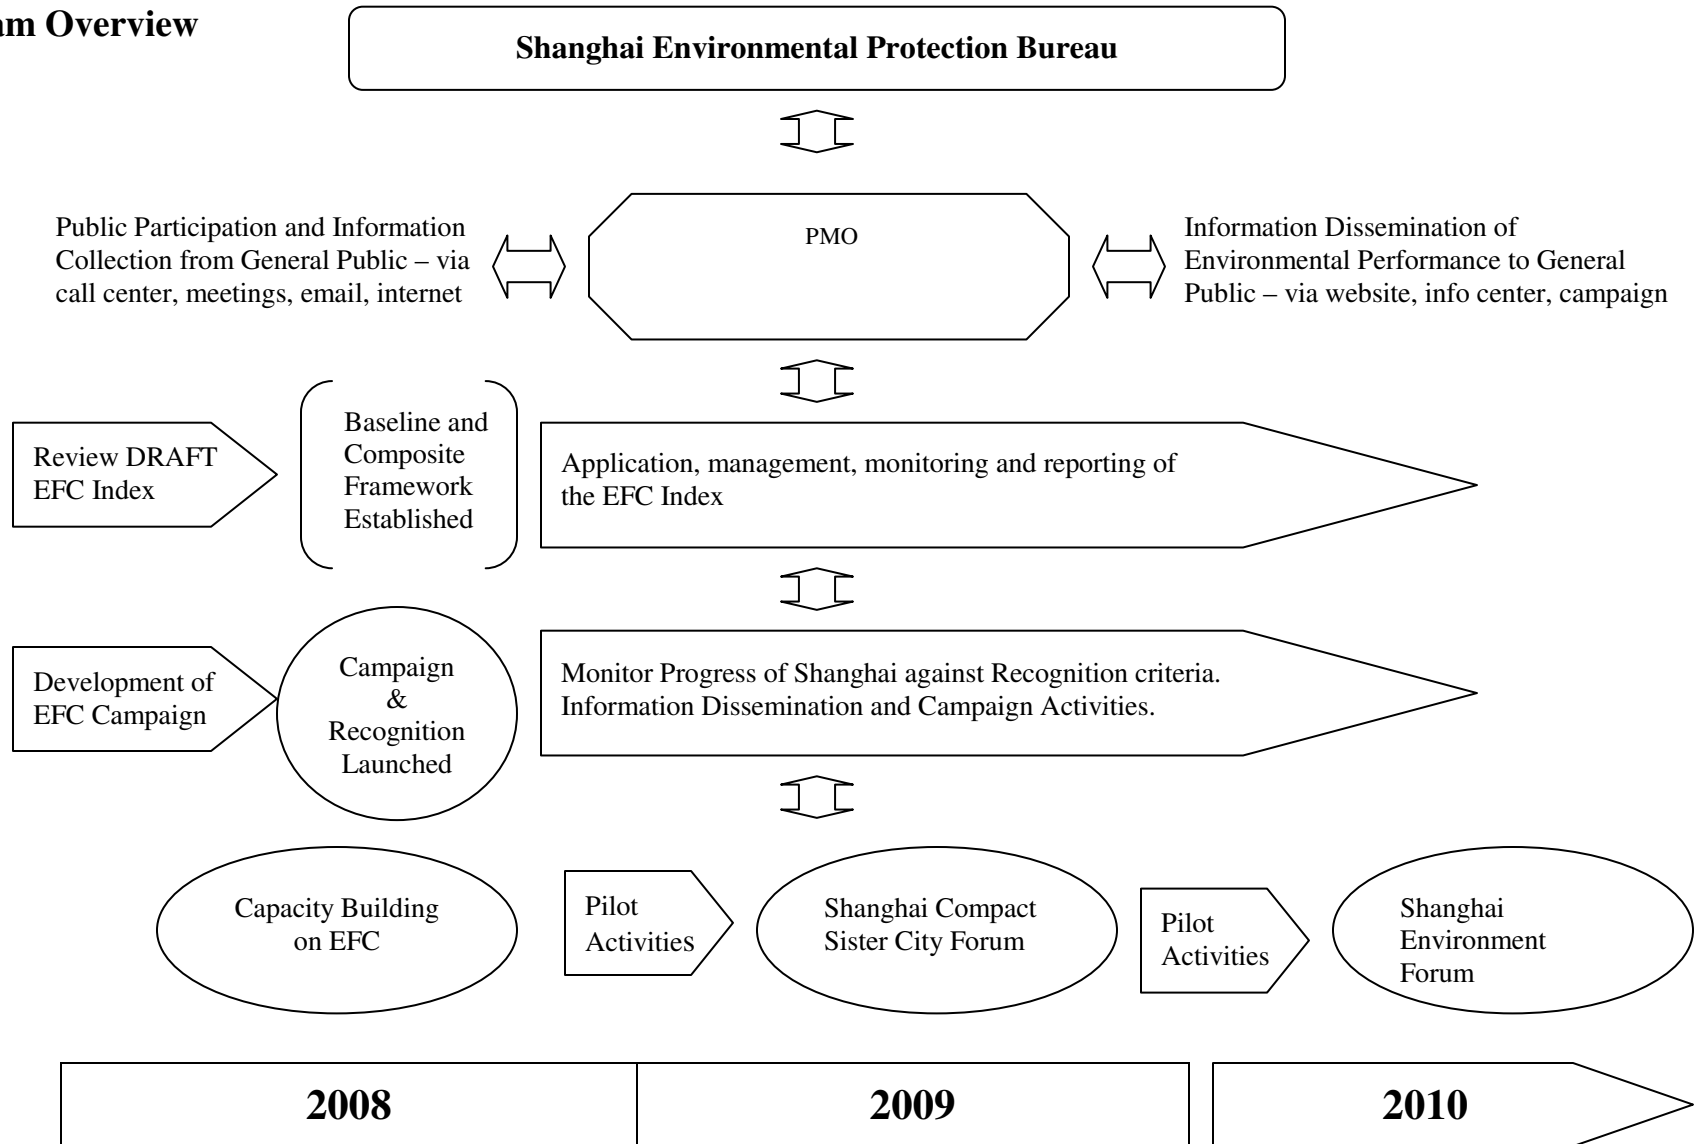 Overview
Shanghai Environmental Protection Bureau
Public Participation and Information
Collection from General Public – via
call center, meetings, email, internet
PMO
Information Dissemination of
Environmental Performance to General
Public – via website, info center, campaign
Review DRAFT
EFC Index
Baseline and
Composite
Framework
Established
Application, management, monitoring and reporting of
the EFC Index
Development of
EFC Campaign
Campaign
&
Recognition
Launched
Monitor Progress of Shanghai against Recognition criteria.
Information Dissemination and Campaign Activities.
Capacity Building
on EFC
Pilot
Activities
Shanghai Compact
Sister City Forum
Pilot
Activities
Shanghai
Environment
Forum
2008
2009
2010